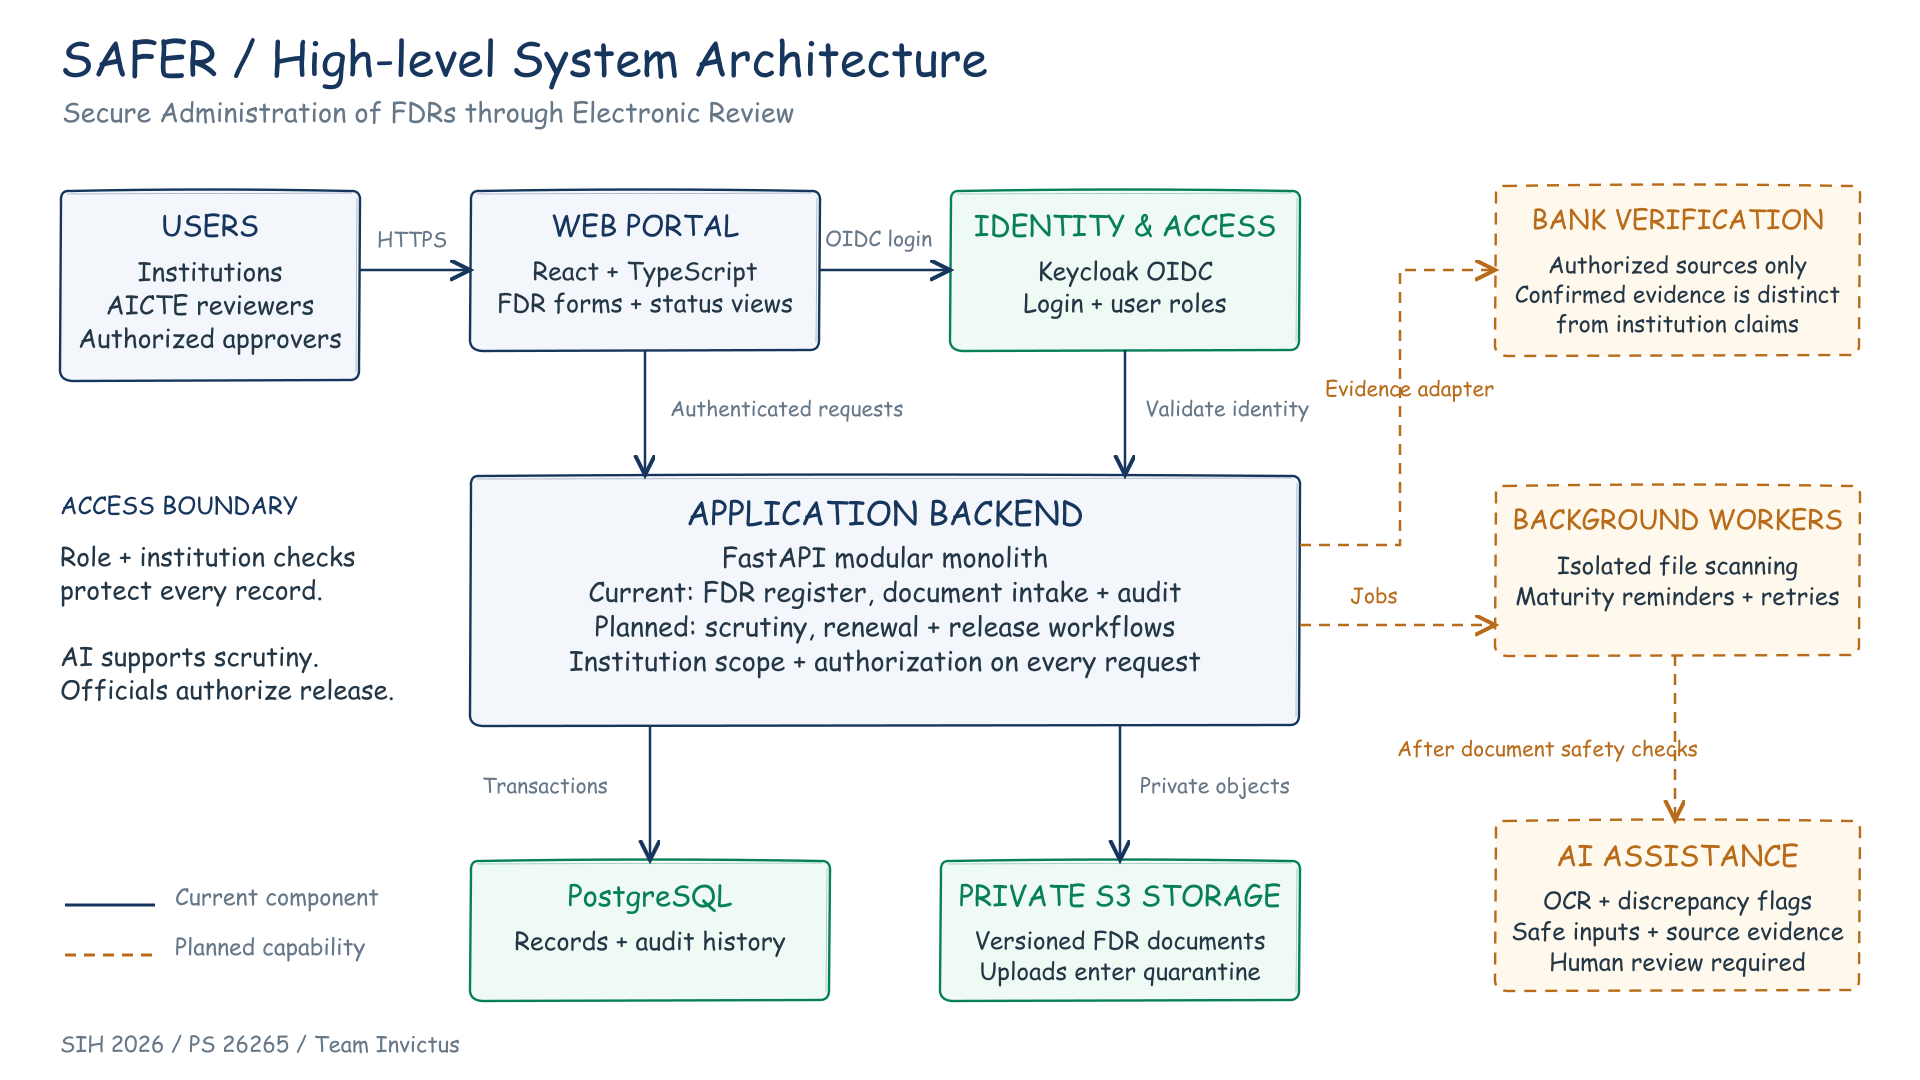 SAFER / High-level System Architecture
Secure Administration of FDRs through Electronic Review
USERS
Institutions
AICTE reviewers
Authorized approvers
HTTPS
WEB PORTAL
React + TypeScript
FDR forms + status views
OIDC login
IDENTITY & ACCESS
Keycloak OIDC
Login + user roles
BANK VERIFICATION
Authorized sources only
Confirmed evidence is distinct
from institution claims
Authenticated requests
Validate identity
Evidence adapter
ACCESS BOUNDARY
Role + institution checks
protect every record.
AI supports scrutiny.
Officials authorize release.
APPLICATION BACKEND
FastAPI modular monolith
Current: FDR register, document intake + audit
Planned: scrutiny, renewal + release workflows
Institution scope + authorization on every request
Jobs
BACKGROUND WORKERS
Isolated file scanning
Maturity reminders + retries
Transactions
Private objects
After document safety checks
PostgreSQL
Records + audit history
PRIVATE S3 STORAGE
Versioned FDR documents
Uploads enter quarantine
AI ASSISTANCE
OCR + discrepancy flags
Safe inputs + source evidence
Human review required
Current component
Planned capability
SIH 2026 / PS 26265 / Team Invictus